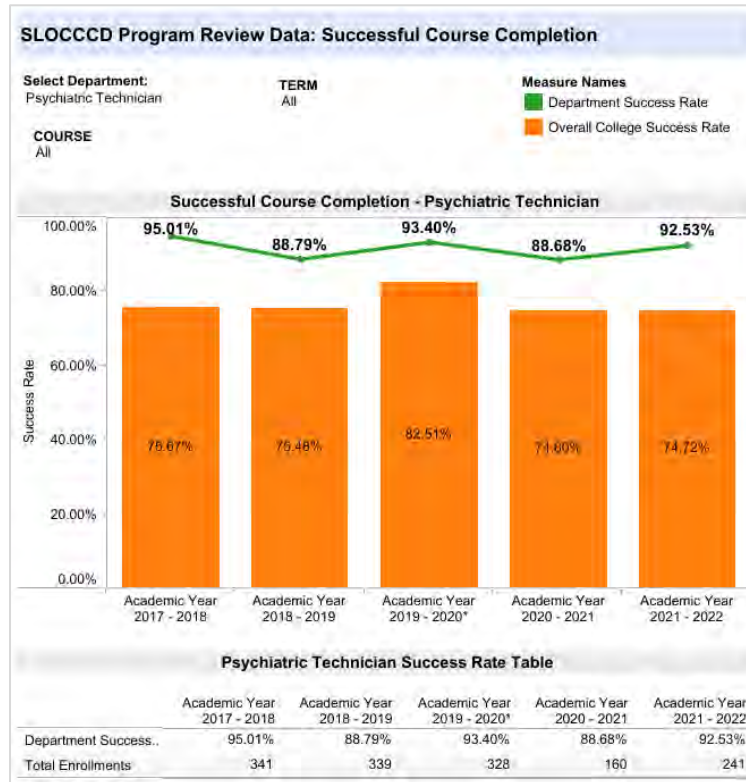 SLOCCCD Program Review Data: Successful Course Completion
Select Department:
Psychiatric Technician
TERM
All
Measure Names
Department Success Rate
Overall College Success Rate
COURSE
All
Successful Course Completion - Psychiatric Technician
100.00%
80.00%
60.00%
40.00%
20.00%
0.00%
Success Rate
95.01% 88.79% 93.40% 88.68% 92.53%
75.67% 75.46% 82.51% 74.60% 74.72%
Academic Year Academic Year Academic Year Academic Year Academic Year
2017 - 2018 2018 - 2019 2019 - 2020* 2020 - 2021 2021 - 2022
Psychiatric Technician Success Rate Table
Academic Year Academic Year Academic Year Academic Year Academic Year
2017 - 2018 2018 - 2019 2019 - 2020* 2020 - 2021 2021 - 2022
Department Success.. 95.01% 88.79% 93.40% 88.68% 92.53%
Total Enrollments 341 339 328 160 241